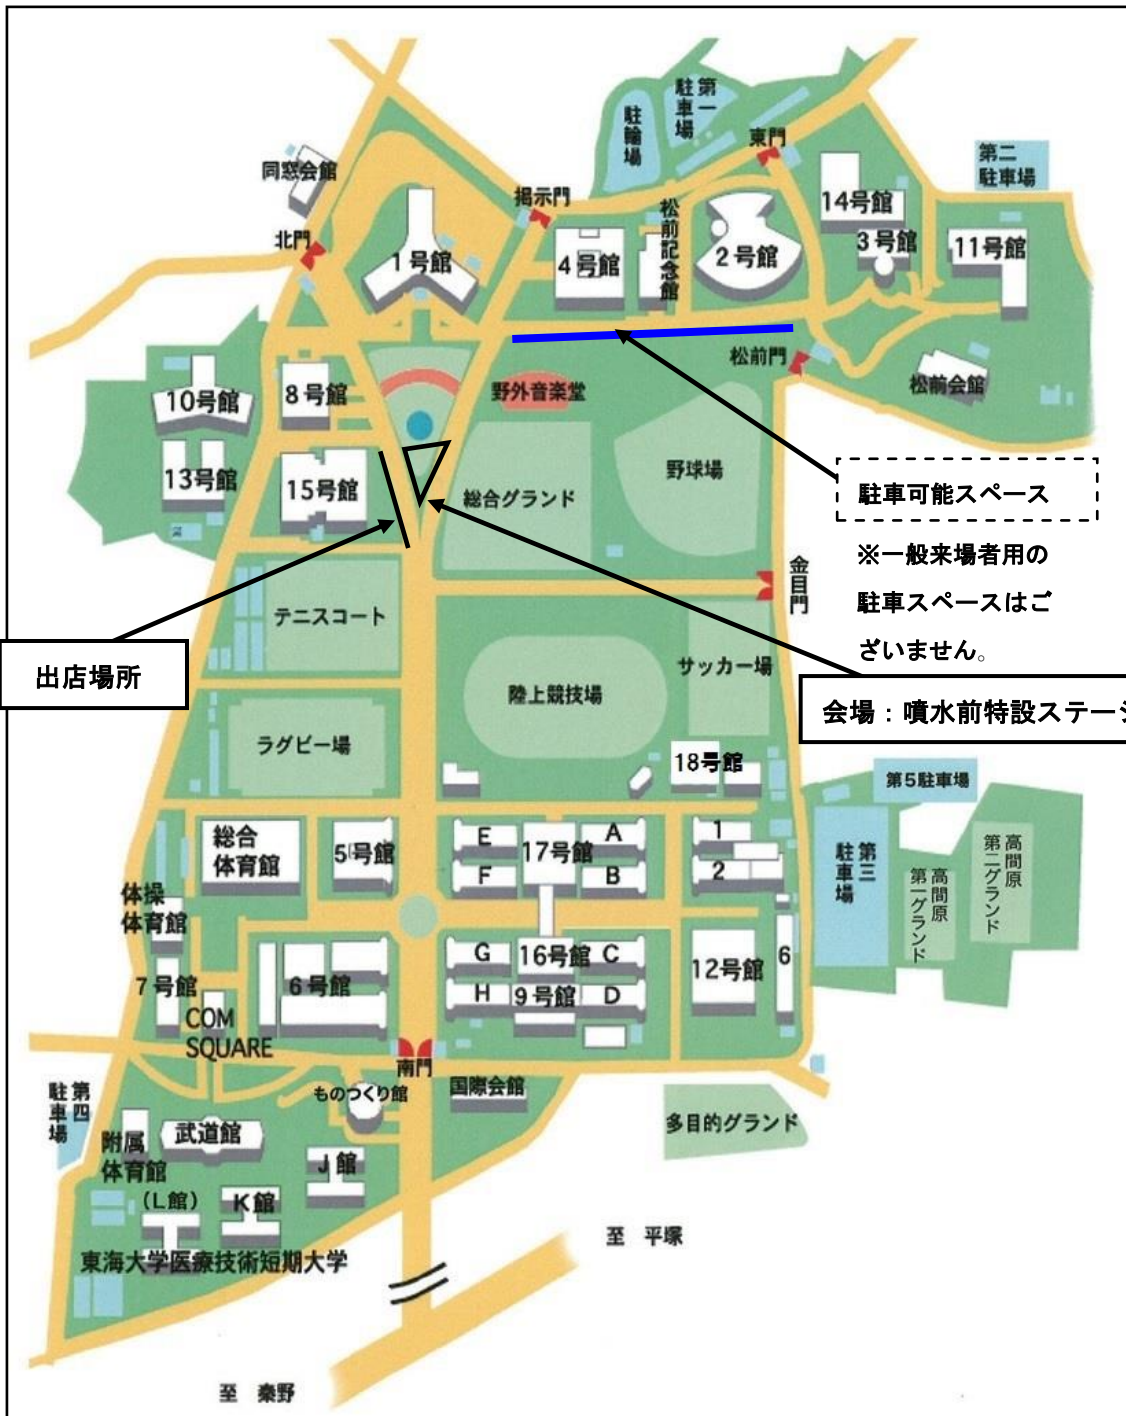 第一
駐車場
駐輪場
東門
第二
駐車場
同窓会館
掲示門
14号館
松前記念館
北門
1号館
4号館
2号館
3号館
11号館
松前門
松前会館
10号館
8号館
野外音楽堂
13号館
15号館
総合グランド
野球場
駐車可能スペース
※一般来場者用の
駐車スペースはご
ざいません。
金目門
テニスコート
出店場所
サッカー場
陸上競技場
会場：噴水前特設ステージ
ラグビー場
18号館
第5駐車場
総合
体育館
5号館
E
17号館
A
F
B
1
2
第三
駐車場
高間原
第一グランド
高間原
第二グランド
体操
体育館
7号館
6号館
G
16号館
C
H
9号館
D
12号館
6
COM
SQUARE
南門
国際会館
ものつくり館
第四
駐車場
多目的グランド
附属
体育館
武道館
J館
(L館)
K館
東海大学医療技術短期大学
至 平塚
至 秦野